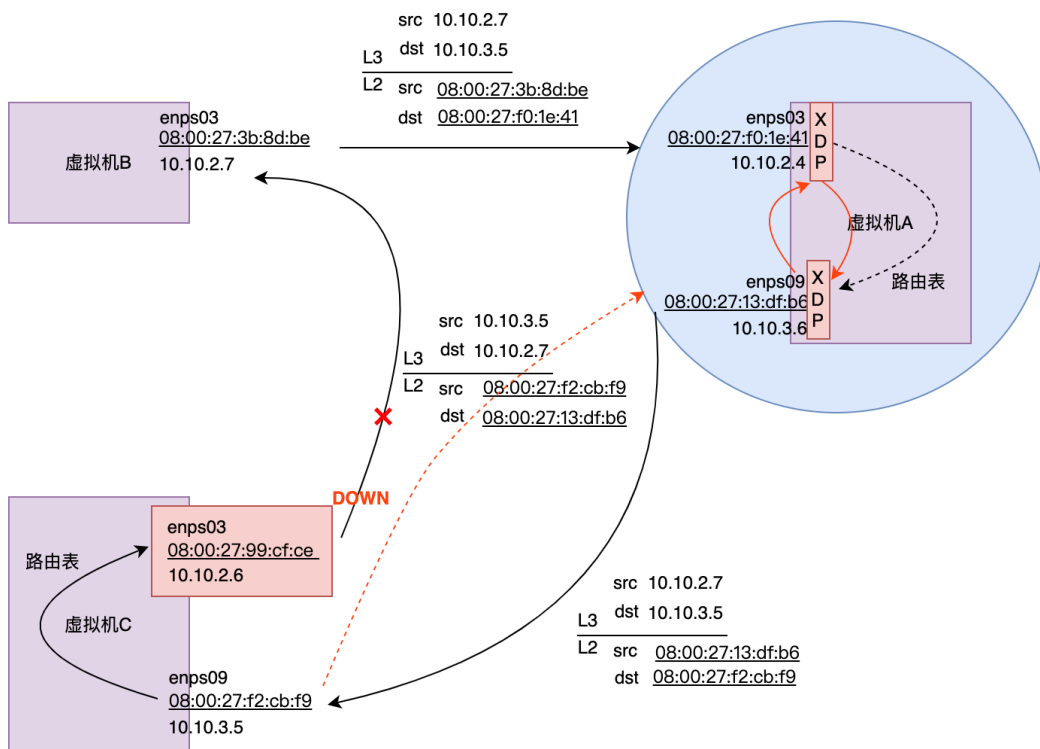 src 10.10.2.7
dst 10.10.3.5
L3
L2 src 08:00:27:3b:8d:be
dst 08:00:27:f0:1e:41
enps03
08:00:27:3b:8d:be
10.10.2.7
虚拟机B
enps03
08:00:27:f0:1e:41
10.10.2.4
X
D
P
虚拟机A
路由表
enps09
08:00:27:13:df:b6
10.10.3.6
X
D
P
src 10.10.3.5
dst 10.10.2.7
L3
L2 src 08:00:27:f2:cb:f9
dst 08:00:27:13:df:b6
DOWN
enps03
08:00:27:99:cf:ce
10.10.2.6
路由表
虚拟机C
enps09
08:00:27:f2:cb:f9
10.10.3.5
src 10.10.2.7
dst 10.10.3.5
L3
L2 src 08:00:27:13:df:b6
dst 08:00:27:f2:cb:f9